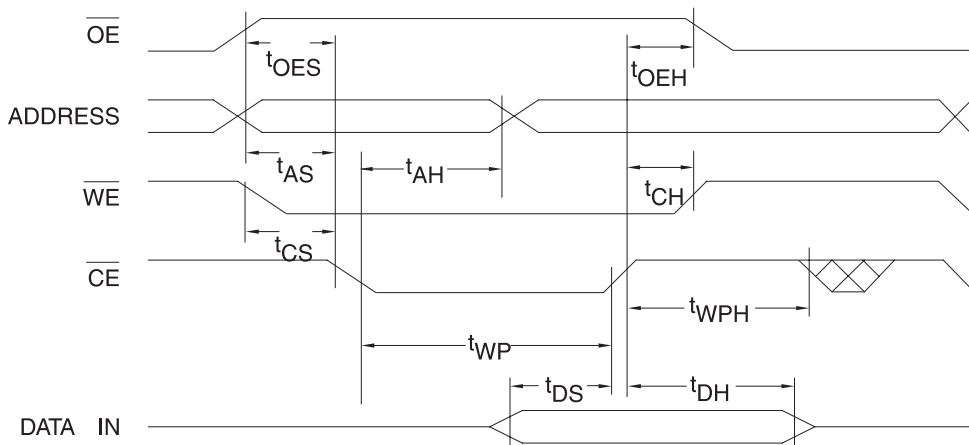 OE
tOES
tOEH
ADDRESS
tAS
tAH
tCH
WE
tCS
CE
tWPH
tWP
tDS
tDH
DATA IN